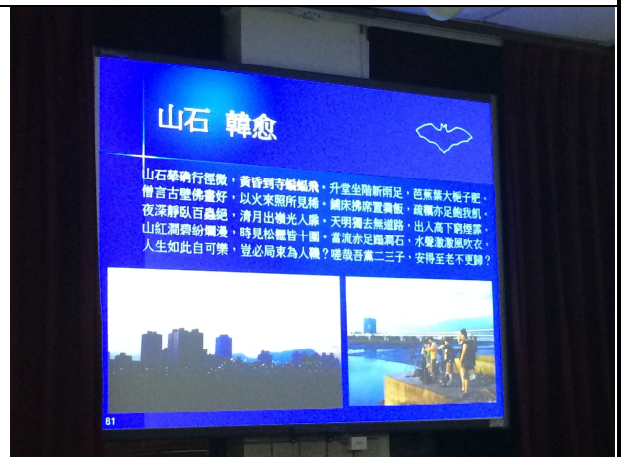 山石 韓愈
山石犖确行徑微，黃昏到寺蝙蝠飛。升堂坐階新雨足，芭蕉葉大梔子肥。
僧言古壁佛畫好，以火來照所見稀。鋪床拂席置羹飯，疏糲亦足飽我飢。
夜深靜臥百蟲絕，清月出嶺光入扉。天明獨去無道路，出入高下窮煙霏。
山紅澗碧紛爛漫，時見松櫪皆十圍。當流赤足蹋澗石，水聲激激風吹衣。
人生如此自可樂，豈必局束為人鞿？嗟哉吾黨二三子，安得至老不更歸？
81